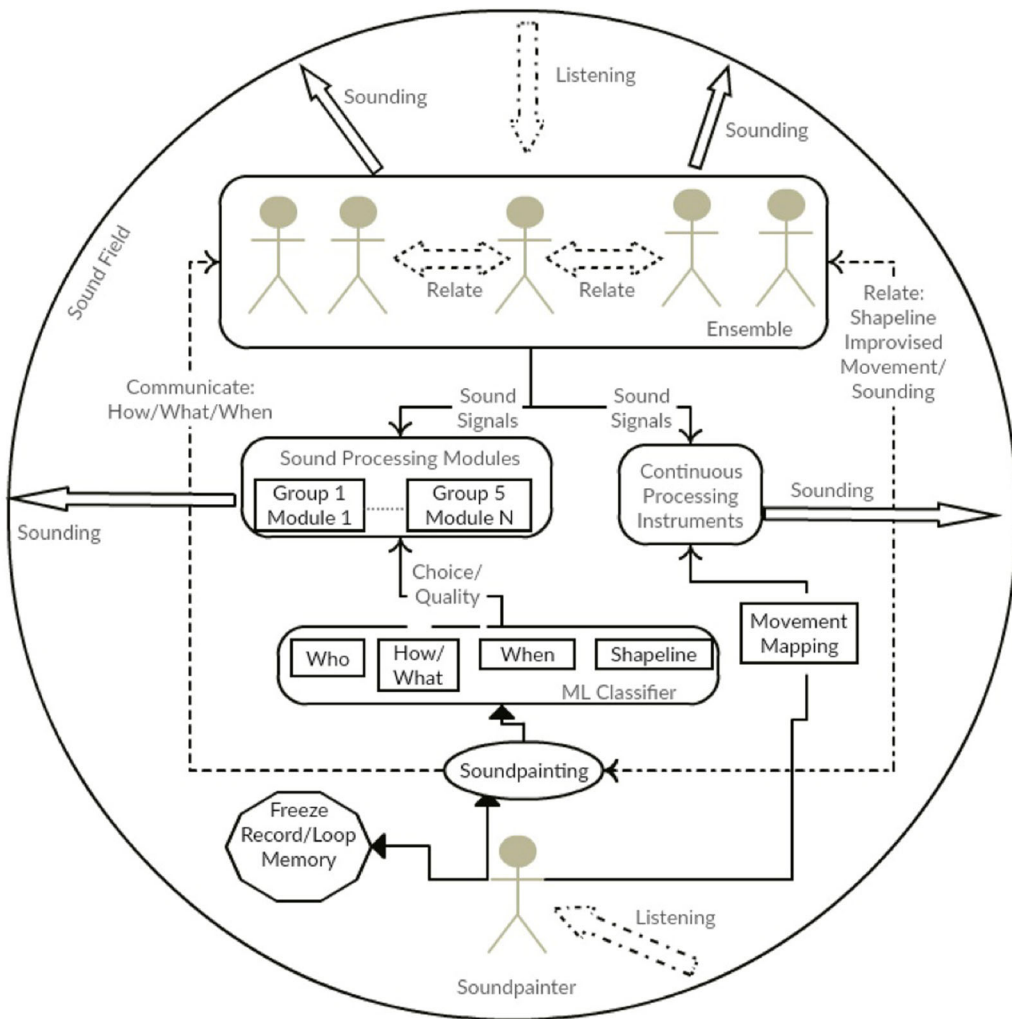 Listening
Sounding
Sounding
Sound Field
Relate
Relate
Ensemble
Relate:
Shapeline
Improvised
Movement/
Sounding
Communicate:
How/What/When
Sound
Signals
Sound
Signals
Sound Processing Modules
Group 1
Module 1
Group 5
Module N
Continuous
Processing
Instruments
Sounding
Sounding
Choice/
Quality
Movement
Mapping
Who
How/
What
When
Shapeline
ML Classifier
Soundpainting
Freeze
Record/Loop
Memory
Listening
Soundpainter